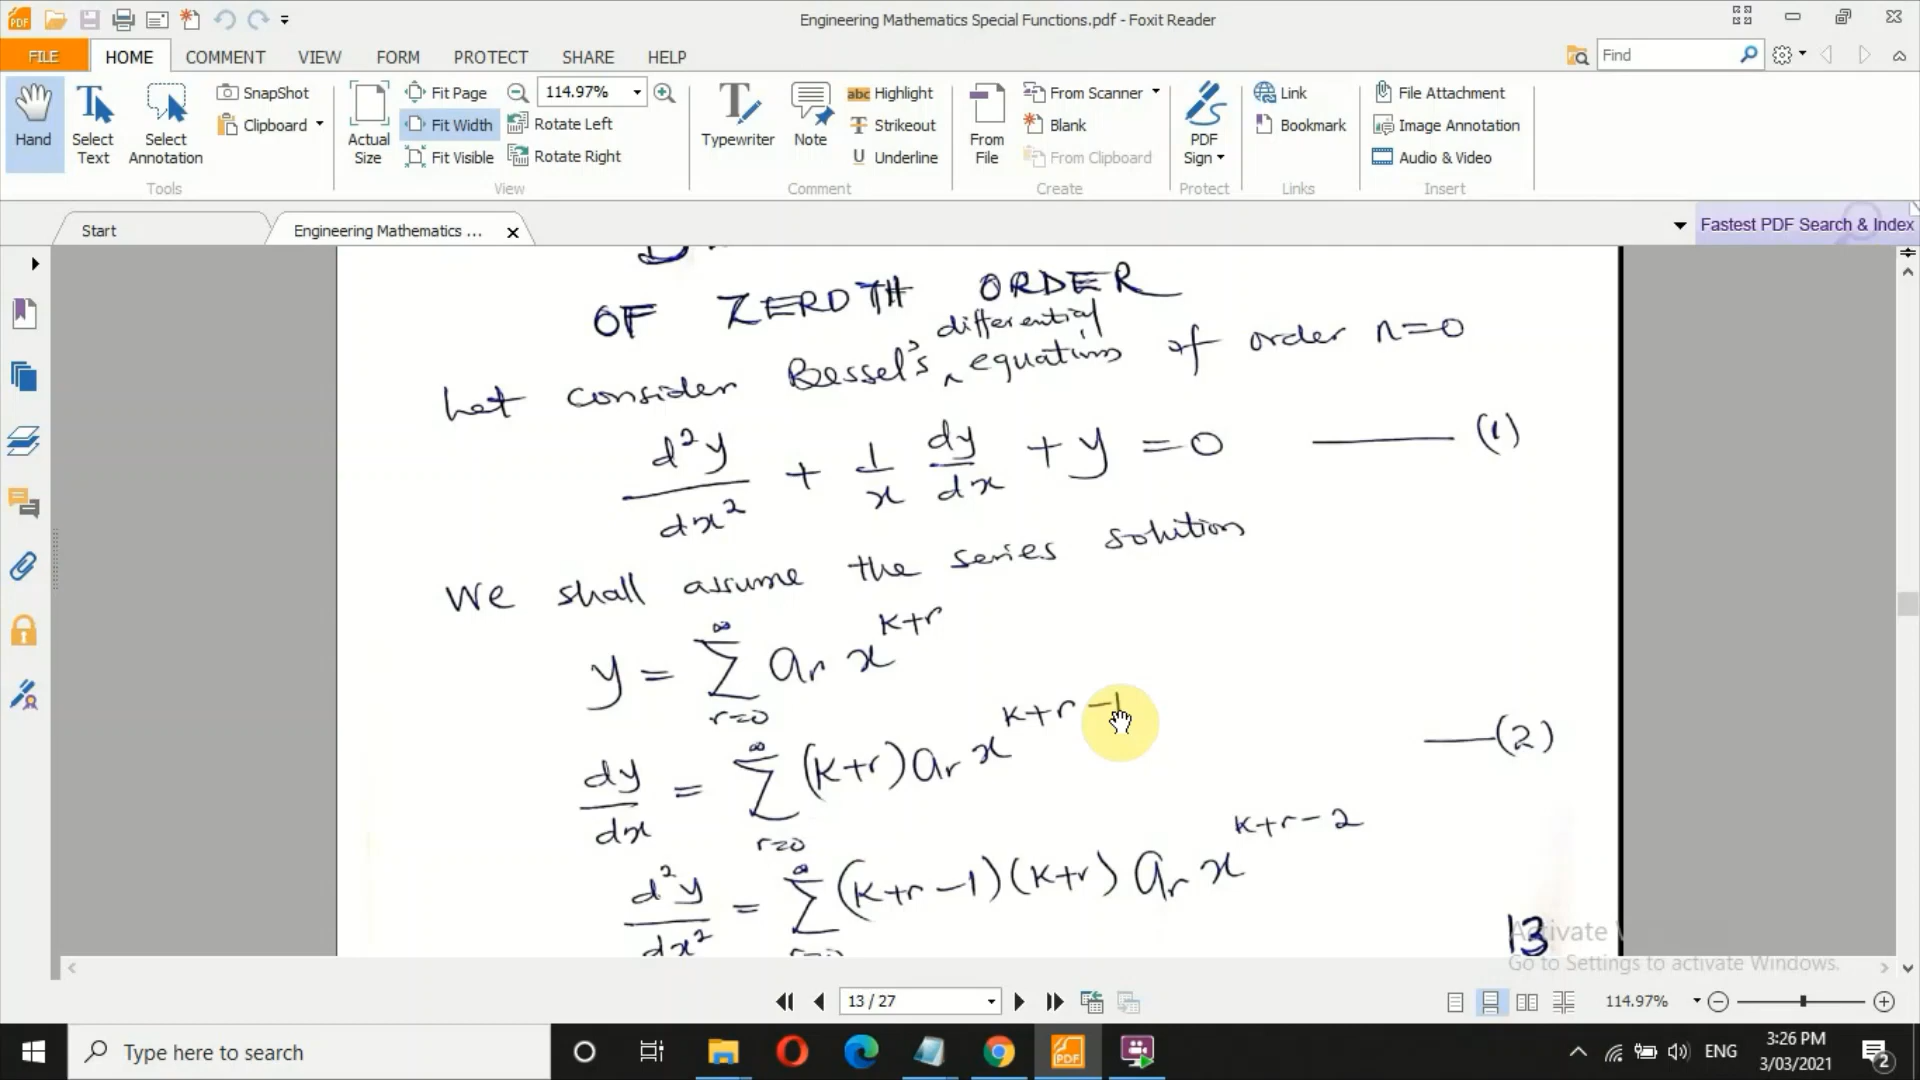 Engineering Mathematics Special Functions.pdf - Foxit Reader
FILE HOME COMMENT VIEW FORM PROTECT SHARE HELP Find
Hand
Select Text
Select Annotation
SnapShot
Clipboard
Tools
Actual Size
Fit Page
Fit Width
Fit Visible
114.97%
Rotate Left
Rotate Right
View
Typewriter
Note
Highlight
Strikeout
Underline
Comment
From File
From Scanner
Blank
From Clipboard
Create
PDF Sign
Protect
Link
Bookmark
Links
File Attachment
Image Annotation
Audio & Video
Insert
Start Engineering Mathematics ... Fastest PDF Search & Index
OF ZEROTH ORDER
differential
Let consider Bessel's ^ equations of order n=0
d²y/dx² + 1/x dy/dx + y = 0 —— (1)
We shall assume the series solution
y = ∑_{r=0}^{∞} a_r x^{k+r}
dy/dx = ∑_{r=0}^{∞} (k+r) a_r x^{k+r-1} —— (2)
d²y/dx² = ∑_{r=0}^{∞} (k+r-1)(k+r) a_r x^{k+r-2}
13
Activate
Go to Settings to activate Windows.
13 / 27 114.97%
Type here to search
ENG
3:26 PM
3/03/2021
2